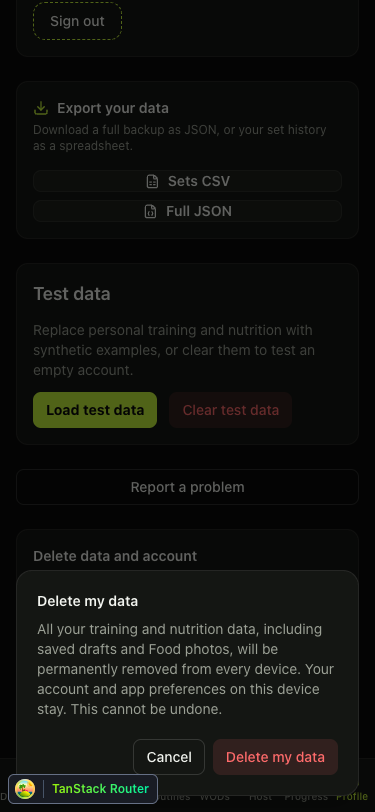 Sign out
Export your data
Download a full backup as JSON, or your set history
as a spreadsheet.
Sets CSV
Full JSON
Test data
Replace personal training and nutrition with
synthetic examples, or clear them to test an
empty account.
Load test data
Clear test data
Report a problem
Delete data and account
Delete my data
All your training and nutrition data, including
saved drafts and Food photos, will be
permanently removed from every device. Your
account and app preferences on this device
stay. This cannot be undone.
Cancel
Delete my data
TanStack Router
WODs Host Progress Profile